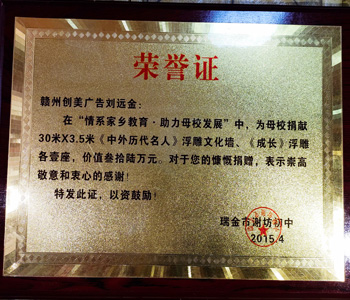 荣誉证
赣州创美广告刘远金：
在“情系家乡教育·助力母校发展”中，为母校捐献
30米X3.5米《中外历代名人》浮雕文化墙、《成长》浮雕
各壹座，价值叁拾陆万元。对于您的慷慨捐赠，表示崇高
敬意和衷心的感谢！
特发此证，以资鼓励！
瑞金市谢坊初中
2015.4